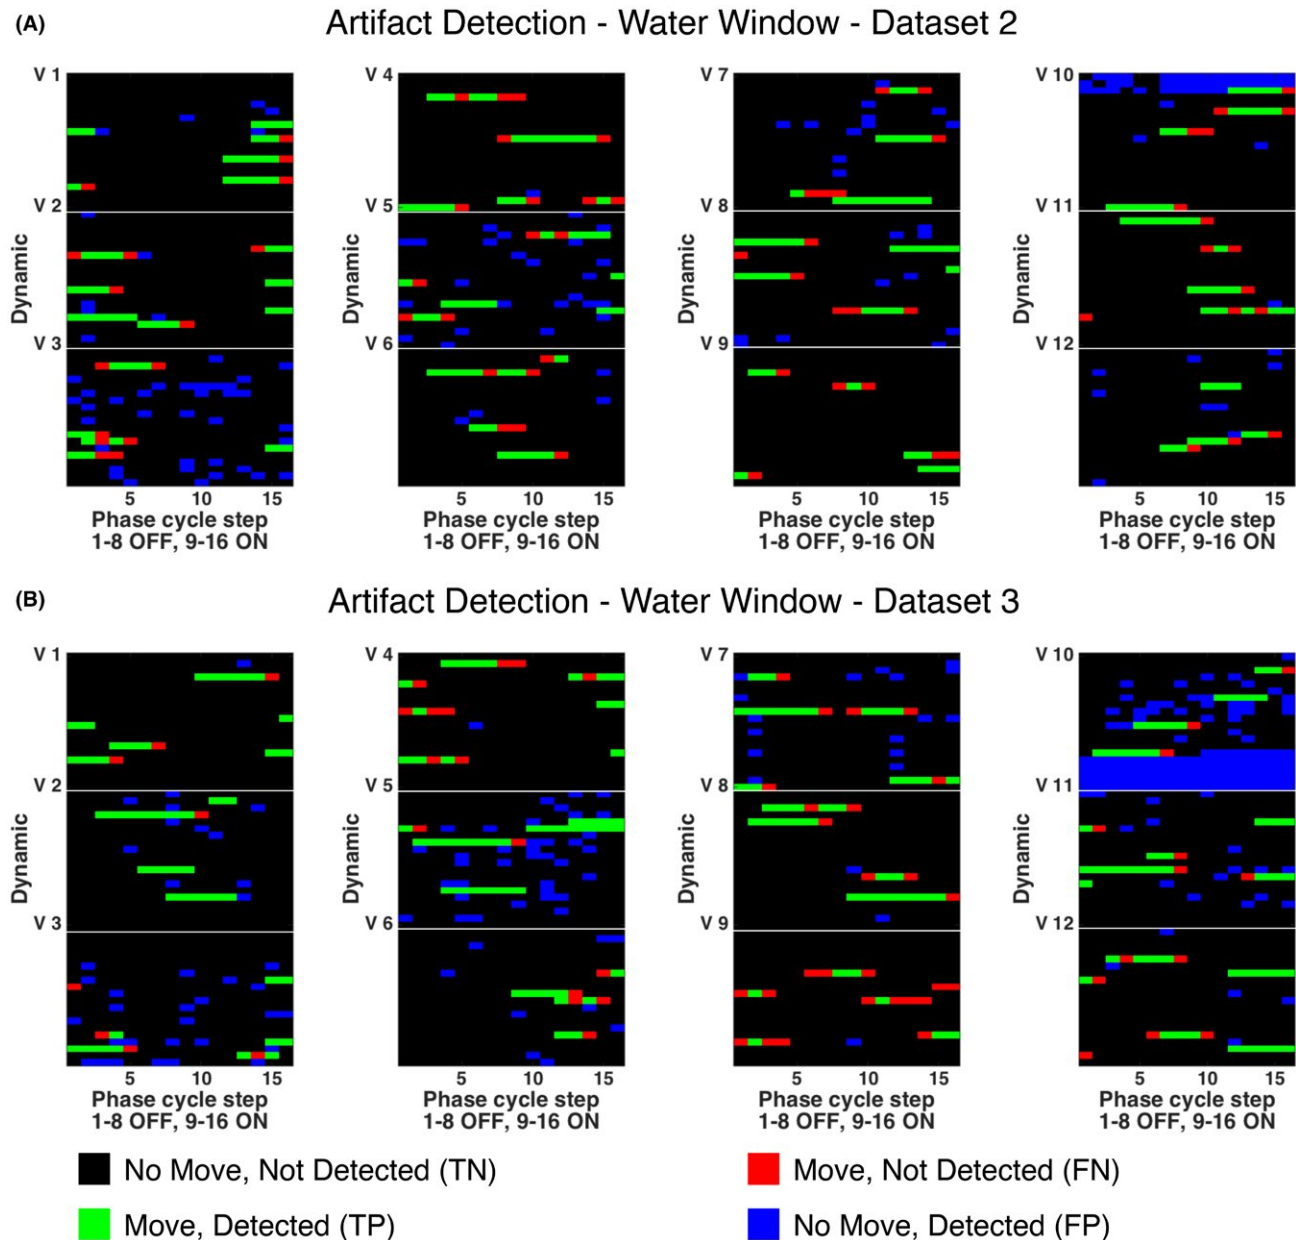 (A)
Artifact Detection - Water Window - Dataset 2
V 1
V 2
V 3
Dynamic
5 10 15
Phase cycle step
1-8 OFF, 9-16 ON
V 4
V 5
V 6
Dynamic
5 10 15
Phase cycle step
1-8 OFF, 9-16 ON
V 7
V 8
V 9
Dynamic
5 10 15
Phase cycle step
1-8 OFF, 9-16 ON
V 10
V 11
V 12
Dynamic
5 10 15
Phase cycle step
1-8 OFF, 9-16 ON
(B)
Artifact Detection - Water Window - Dataset 3
V 1
V 2
V 3
Dynamic
5 10 15
Phase cycle step
1-8 OFF, 9-16 ON
V 4
V 5
V 6
Dynamic
5 10 15
Phase cycle step
1-8 OFF, 9-16 ON
V 7
V 8
V 9
Dynamic
5 10 15
Phase cycle step
1-8 OFF, 9-16 ON
V 10
V 11
V 12
Dynamic
5 10 15
Phase cycle step
1-8 OFF, 9-16 ON
No Move, Not Detected (TN)
Move, Not Detected (FN)
Move, Detected (TP)
No Move, Detected (FP)